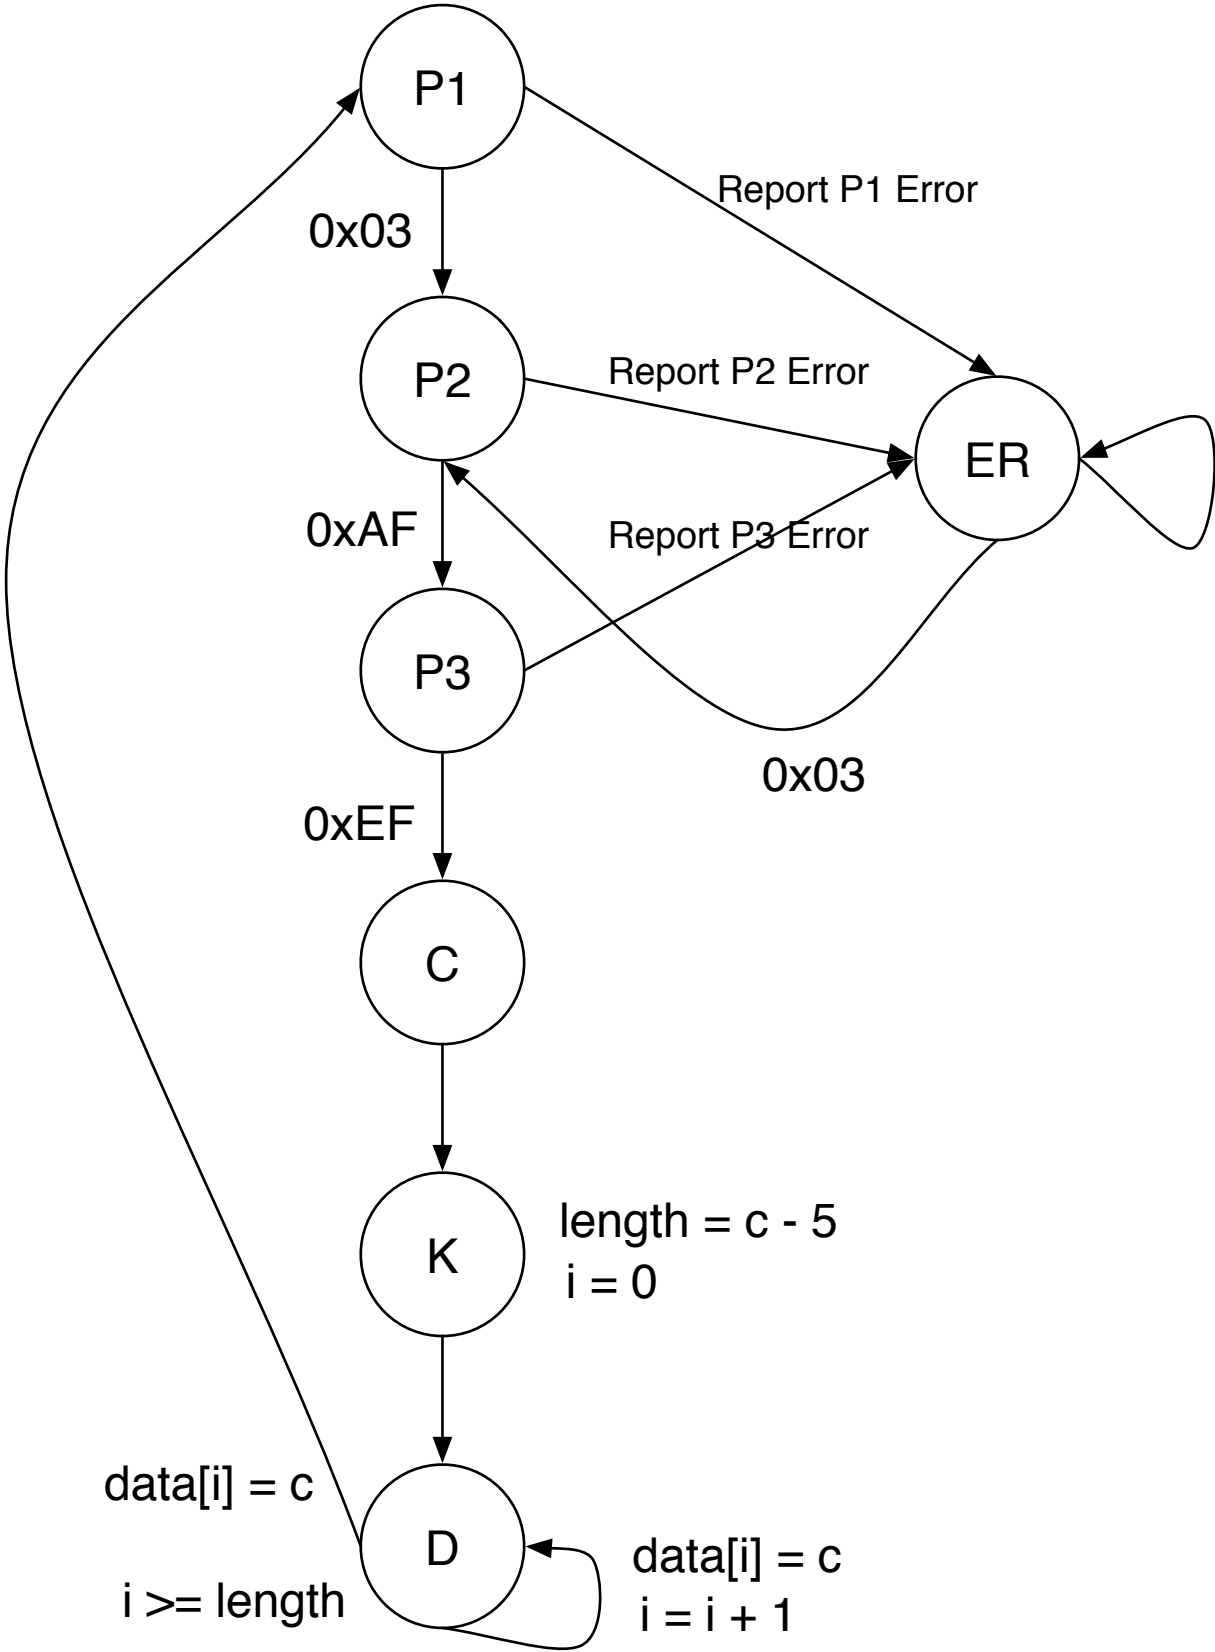 P1
Report P1 Error
0x03
P2
Report P2 Error
ER
0xAF
Report P3 Error
P3
0x03
0xEF
C
K
length = c - 5
i = 0
data[i] = c
D
data[i] = c
i >= length
i = i + 1